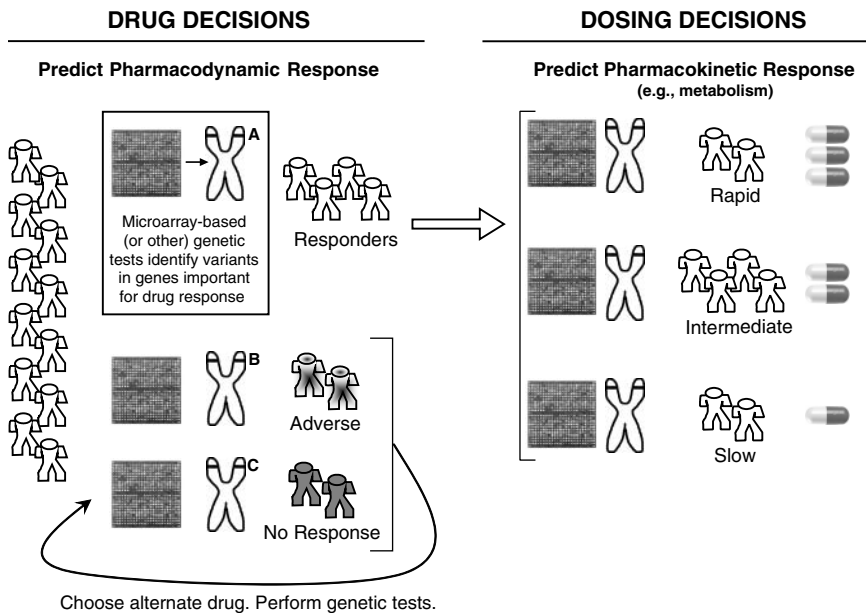 DRUG DECISIONS
Predict Pharmacodynamic Response
A
Microarray-based
(or other) genetic
tests identify variants
in genes important
for drug response
Responders
B
Adverse
C
No Response
Choose alternate drug. Perform genetic tests.
DOSING DECISIONS
Predict Pharmacokinetic Response
(e.g., metabolism)
Rapid
Intermediate
Slow